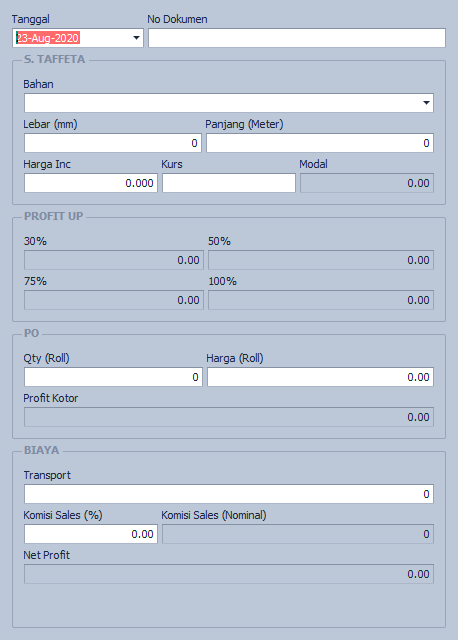 Tanggal No Dokumen
23-Aug-2020
S. TAFFETA
Bahan
Lebar (mm) Panjang (Meter)
0 0
Harga Inc Kurs Modal
0.000 0.00
PROFIT UP
30% 50%
0.00 0.00
75% 100%
0.00 0.00
PO
Qty (Roll) Harga (Roll)
0 0.00
Profit Kotor
0.00
BIAYA
Transport
0
Komisi Sales (%) Komisi Sales (Nominal)
0.00 0
Net Profit
0.00